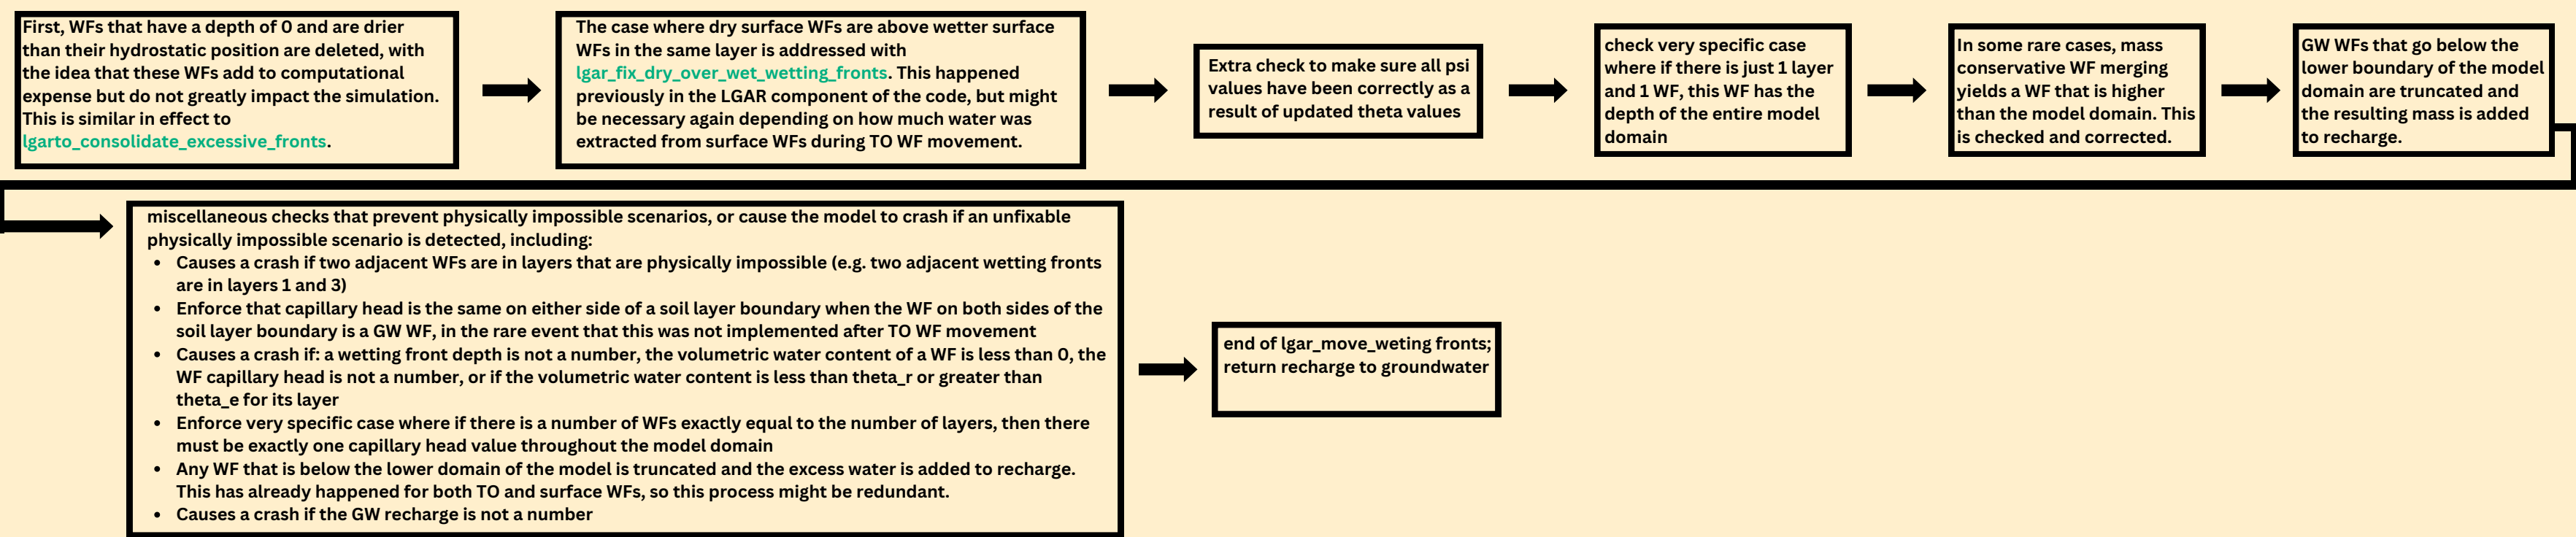 First, WFs that have a depth of 0 and are drier
than their hydrostatic position are deleted, with
the idea that these WFs add to computational
expense but do not greatly impact the simulation.
This is similar in effect to
lgarto_consolidate_excessive_fronts.
The case where dry surface WFs are above wetter surface
WFs in the same layer is addressed with
lgar_fix_dry_over_wet_wetting_fronts. This happened
previously in the LGAR component of the code, but might
be necessary again depending on how much water was
extracted from surface WFs during TO WF movement.
Extra check to make sure all psi
values have been correctly as a
result of updated theta values
check very specific case
where if there is just 1 layer
and 1 WF, this WF has the
depth of the entire model
domain
In some rare cases, mass
conservative WF merging
yields a WF that is higher
than the model domain. This
is checked and corrected.
GW WFs that go below the
lower boundary of the model
domain are truncated and
the resulting mass is added
to recharge.
miscellaneous checks that prevent physically impossible scenarios, or cause the model to crash if an unfixable
physically impossible scenario is detected, including:
• Causes a crash if two adjacent WFs are in layers that are physically impossible (e.g. two adjacent wetting fronts
are in layers 1 and 3)
• Enforce that capillary head is the same on either side of a soil layer boundary when the WF on both sides of the
soil layer boundary is a GW WF, in the rare event that this was not implemented after TO WF movement
• Causes a crash if: a wetting front depth is not a number, the volumetric water content of a WF is less than 0, the
WF capillary head is not a number, or if the volumetric water content is less than theta_r or greater than
theta_e for its layer
• Enforce very specific case where if there is a number of WFs exactly equal to the number of layers, then there
must be exactly one capillary head value throughout the model domain
• Any WF that is below the lower domain of the model is truncated and the excess water is added to recharge.
This has already happened for both TO and surface WFs, so this process might be redundant.
• Causes a crash if the GW recharge is not a number
end of lgar_move_weting fronts;
return recharge to groundwater